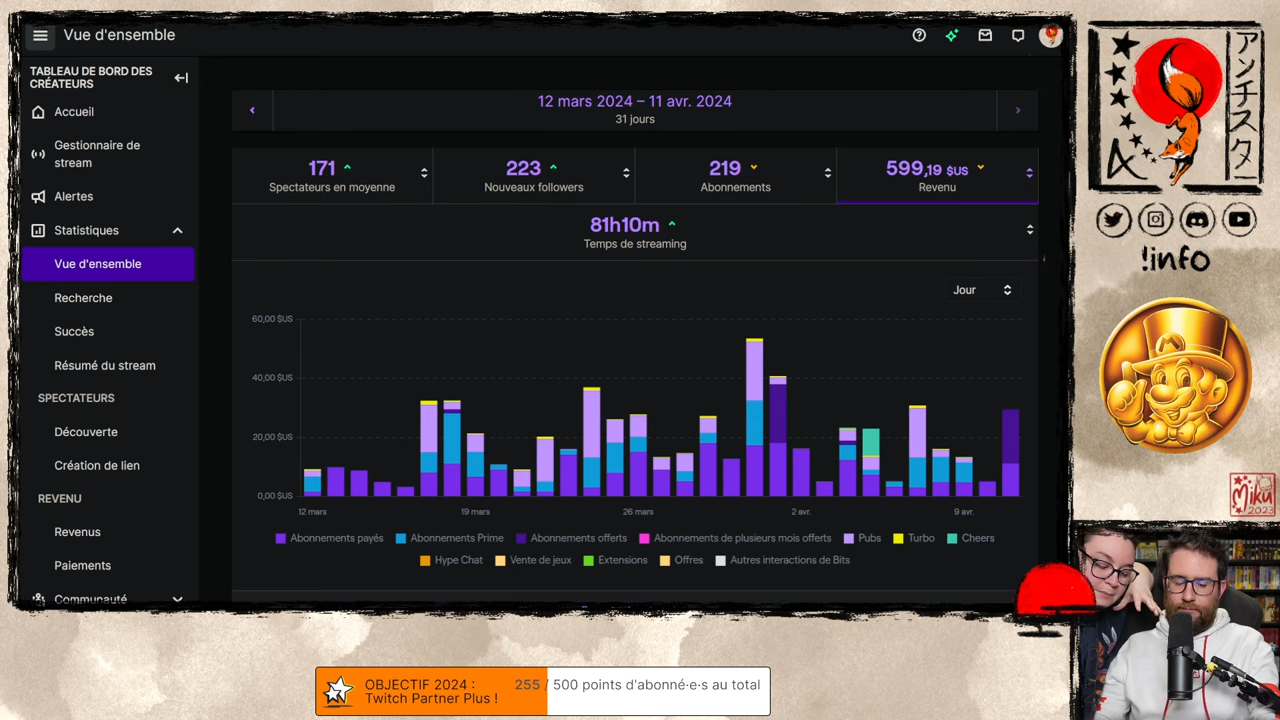 Vue d'ensemble
TABLEAU DE BORD DES
CRÉATEURS
Accueil
Gestionnaire de
stream
Alertes
Statistiques
Vue d'ensemble
Recherche
Succès
Résumé du stream
SPECTATEURS
Découverte
Création de lien
REVENU
Revenus
Paiements
Communauté
12 mars 2024 – 11 avr. 2024
31 jours
171
Spectateurs en moyenne
223
Nouveaux followers
219
Abonnements
599,19 $US
Revenu
81h10m
Temps de streaming
Jour
60,00 $US
40,00 $US
20,00 $US
0,00 $US
12 mars
19 mars
26 mars
2 avr.
9 avr.
Abonnements payés
Abonnements Prime
Abonnements offerts
Abonnements de plusieurs mois offerts
Pubs
Turbo
Cheers
Hype Chat
Vente de jeux
Extensions
Offres
Autres interactions de Bits
アンチスター
!info
M
Miku
2023
OBJECTIF 2024 :
Twitch Partner Plus !
255 / 500 points d'abonné·e·s au total